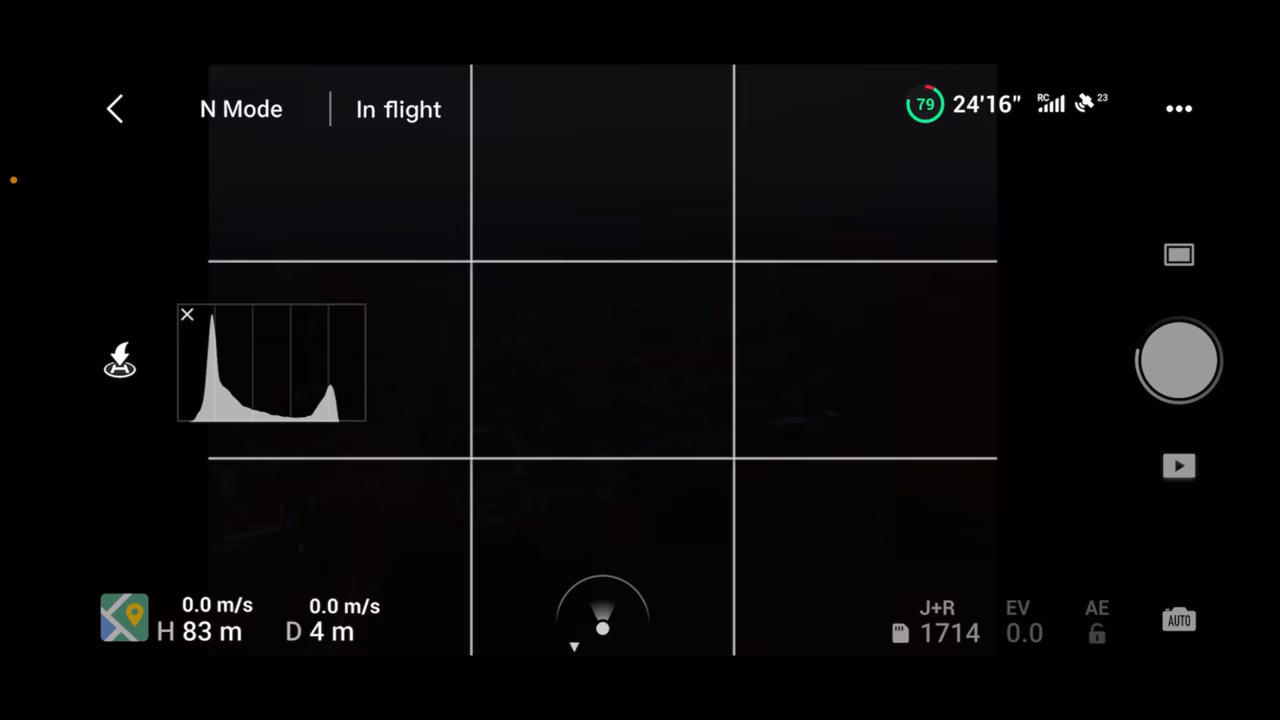 N Mode | In flight
79 24'16" RC 23
0.0 m/s 0.0 m/s
H 83 m D 4 m
J+R EV AE
1714 0.0
AUTO